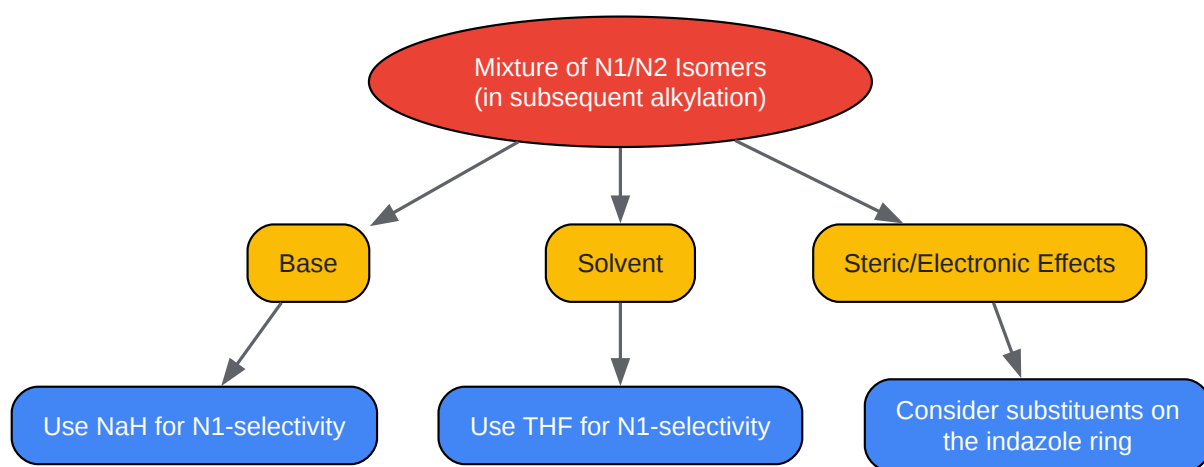 Mixture of N1/N2 Isomers
(in subsequent alkylation)
Base
Solvent
Steric/Electronic Effects
Use NaH for N1-selectivity
Use THF for N1-selectivity
Consider substituents on
the indazole ring